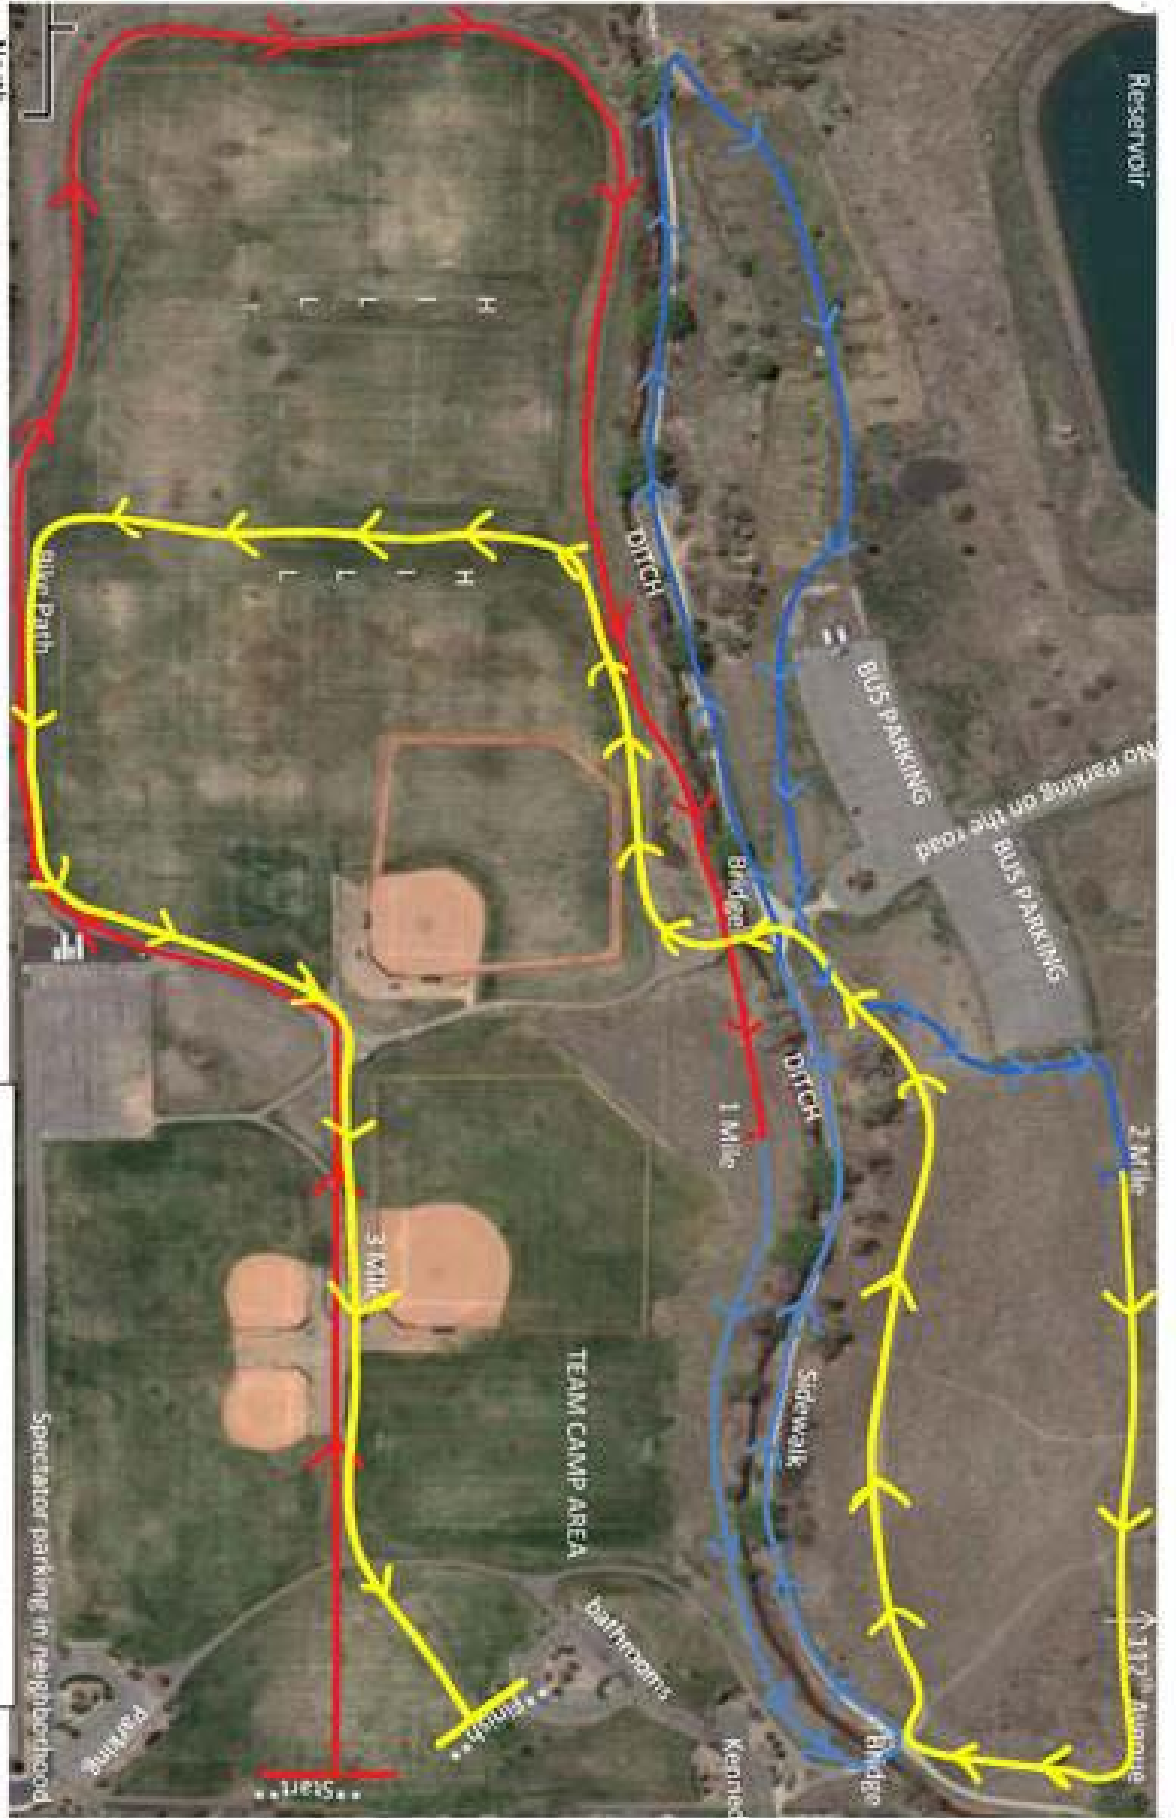 Reservoir
BUS PARKING
No Parking on the road
BUS PARKING
DITCH
Bridge
DITCH
2 Mile
1 Mile
Bike Path
3 Mile
TEAM CAMP AREA
Sidewalk
bathrooms
Finish
Start
Parking
Spectator parking in neighborhood
Bridge
Kenned
112th Avenue